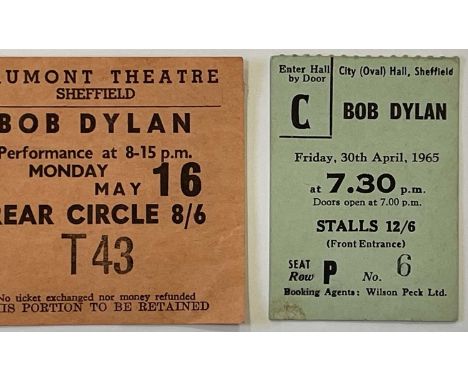 AUMONT THEATRE
SHEFFIELD
BOB DYLAN
Performance at 8-15 p.m.
MONDAY
MAY 16
REAR CIRCLE 8/6
T43
No ticket exchanged nor money refunded
IS PORTION TO BE RETAINED
Enter Hall
by Door
C
City (Oval) Hall, Sheffield
BOB DYLAN
Friday, 30th April, 1965
at 7.30 p.m.
Doors open at 7.00 p.m.
STALLS 12/6
(Front Entrance)
SEAT
Row P No. 6
Booking Agents: Wilson Peck Ltd.